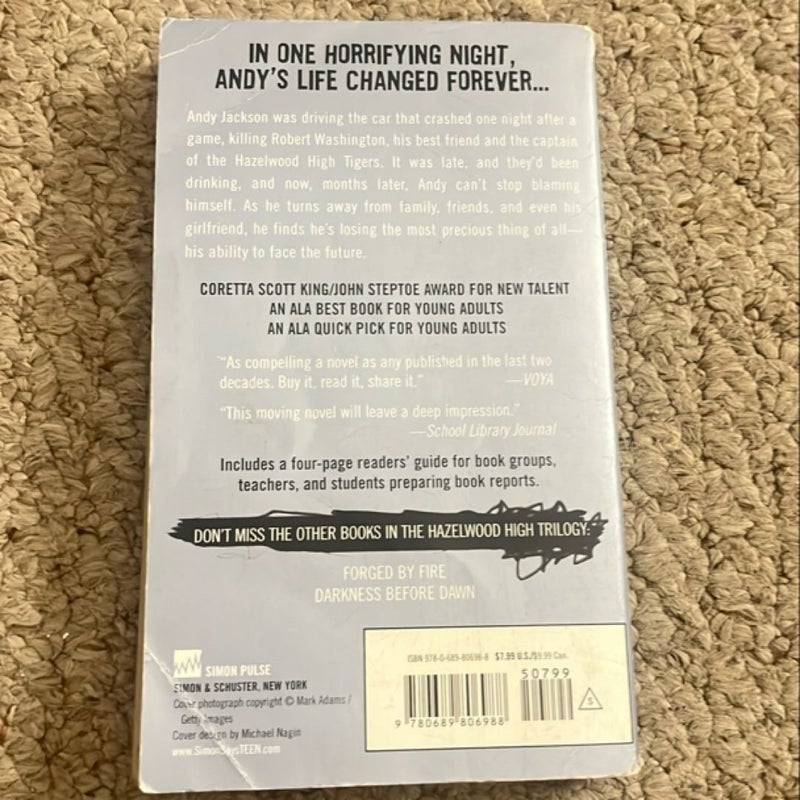 IN ONE HORRIFYING NIGHT,
ANDY'S LIFE CHANGED FOREVER...
Andy Jackson was driving the car that crashed one night after a
game, killing Robert Washington, his best friend and the captain
of the Hazelwood High Tigers. It was late, and they'd been
drinking, and now, months later, Andy can't stop blaming
himself. As he turns away from family, friends, and even his
girlfriend, he finds he's losing the most precious thing of all—
his ability to face the future.
CORETTA SCOTT KING/JOHN STEPTOE AWARD FOR NEW TALENT
AN ALA BEST BOOK FOR YOUNG ADULTS
AN ALA QUICK PICK FOR YOUNG ADULTS
"As compelling a novel as any published in the last two
decades. Buy it, read it, share it." —VOYA
"This moving novel will leave a deep impression."
—School Library Journal
Includes a four-page readers' guide for book groups,
teachers, and students preparing book reports.
DON'T MISS THE OTHER BOOKS IN THE HAZELWOOD HIGH TRILOGY:
FORGED BY FIRE
DARKNESS BEFORE DAWN
SIMON PULSE
SIMON & SCHUSTER, NEW YORK
Cover photograph copyright © Mark Adams /
Getty Images
Cover design by Michael Nagin
www.SimonSaysTEEN.com
ISBN 978-0-689-80698-8 $7.99 U.S./$9.99 Can.
50799
9 780689 806988
S